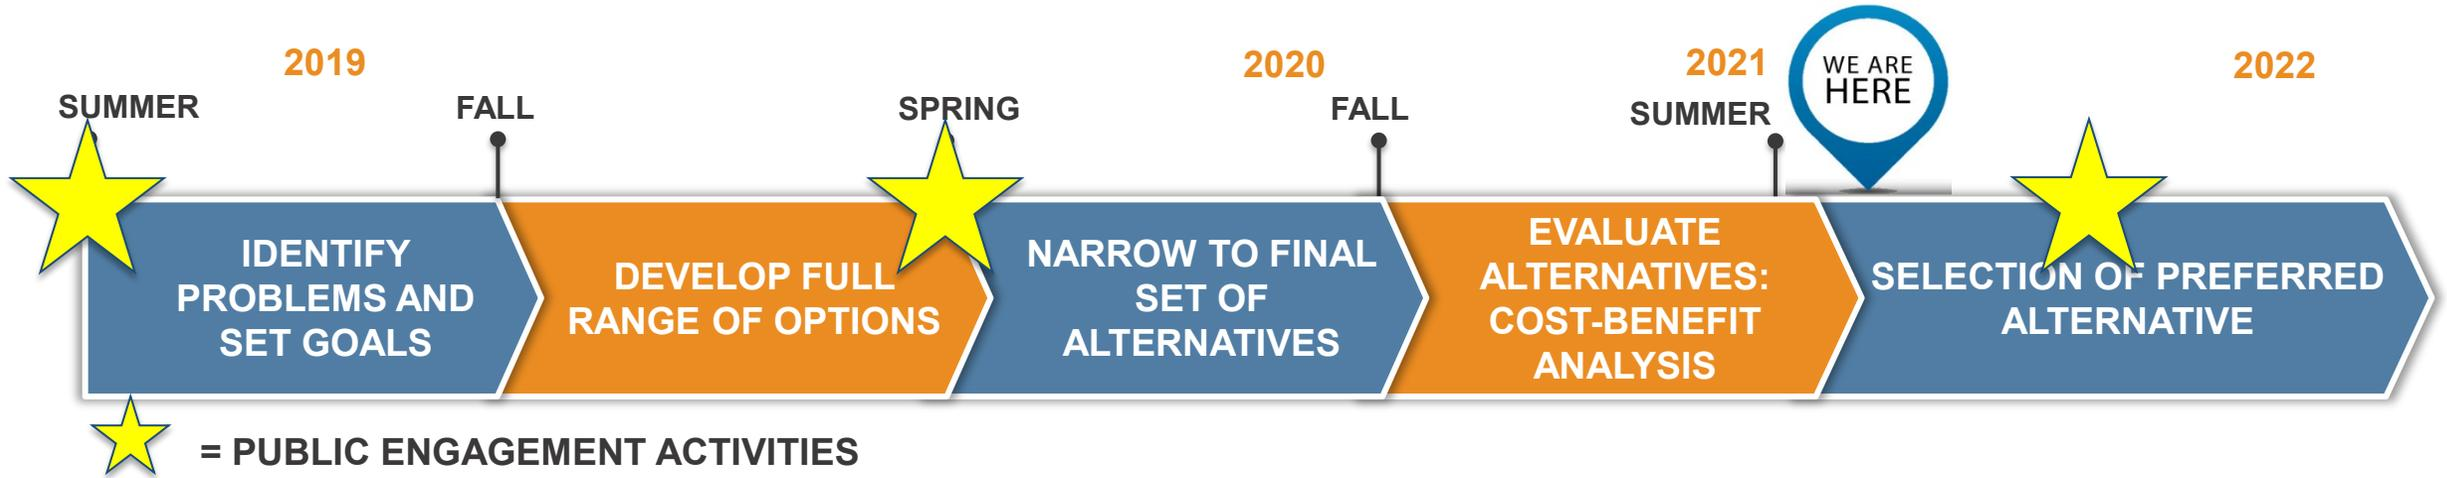 2019
2020
2021
2022
SUMMER
FALL
SPRING
FALL
SUMMER
WE ARE
HERE
IDENTIFY
PROBLEMS AND
SET GOALS
DEVELOP FULL
RANGE OF OPTIONS
NARROW TO FINAL
SET OF
ALTERNATIVES
EVALUATE
ALTERNATIVES:
COST-BENEFIT
ANALYSIS
SELECTION OF PREFERRED
ALTERNATIVE
= PUBLIC ENGAGEMENT ACTIVITIES